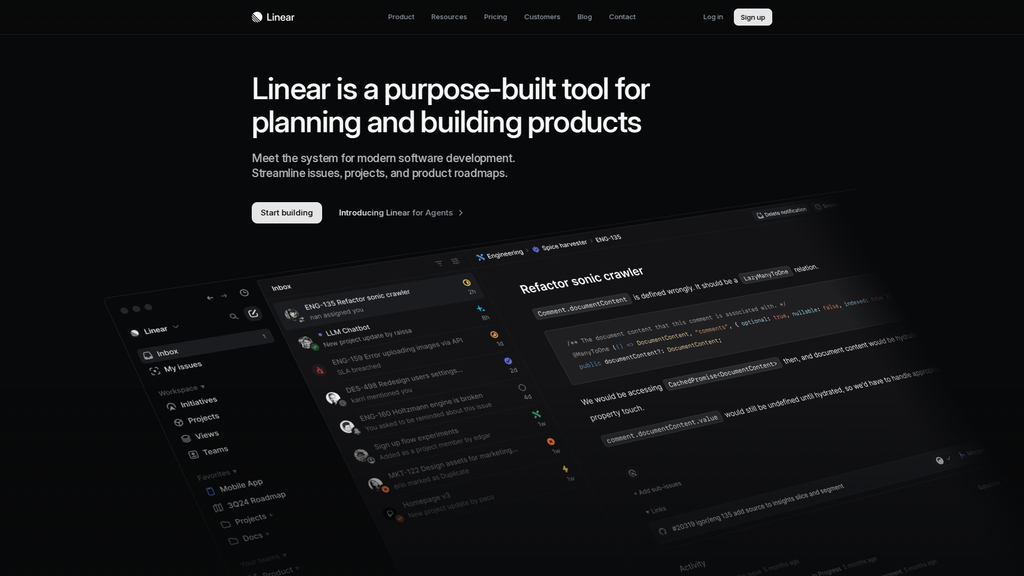 Linear
Product
Resources
Pricing
Customers
Blog
Contact
Log in
Sign up
Linear is a purpose-built tool for
planning and building products
Meet the system for modern software development.
Streamline issues, projects, and product roadmaps.
Start building
Introducing Linear for Agents
Linear
Inbox
1
My issues
Workspace
Initiatives
Projects
Views
Teams
Favorites
Mobile App
3Q24 Roadmap
Projects
Docs
Your teams
Product
Inbox
ENG-135 Refactor sonic crawler
nan assigned you
2h
LLM Chatbot
New project update by raissa
8h
ENG-159 Error uploading images via API
SLA breached
1d
DES-498 Redesign users settings...
karri mentioned you
2d
ENG-160 Holtzmann engine is broken
You asked to be reminded about this issue
4d
Sign up flow experiments
Added as a project member by edgar
1w
MKT-122 Design assets for marketing...
erin marked as Duplicate
1w
Homepage v3
New project update by paco
1w
Engineering › Spice harvester › ENG-135
Delete notification
Refactor sonic crawler
Comment.documentContent is defined wrongly. It should be a LazyManyToOne relation.
/** The document content that this comment is associated with. */
@ManyToOne (() => DocumentContent, "comments", { optional: true, nullable: false, indexed:
public documentContent?: DocumentContent;
We would be accessing CachedPromise<DocumentContent> then, and document content would be
property touch.
comment.documentContent.value would still be undefined until hydrated, so we'd have to handle
+ Add sub-issues
Links
#20319 igor/eng 135 add source to insights slice and segment
Activity